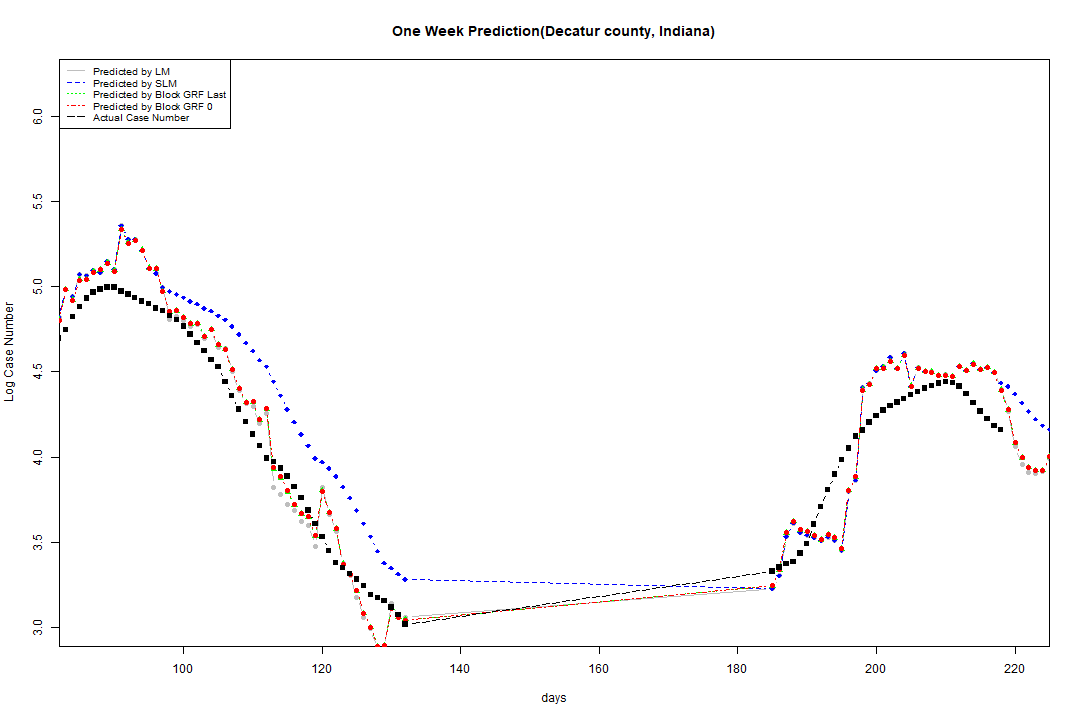 One Week Prediction(Decatur county, Indiana)
Predicted by LM
Predicted by SLM
Predicted by Block GRF Last
Predicted by Block GRF 0
Actual Case Number
Log Case Number
6.0
5.5
5.0
4.5
4.0
3.5
3.0
100 120 140 160 180 200 220
days